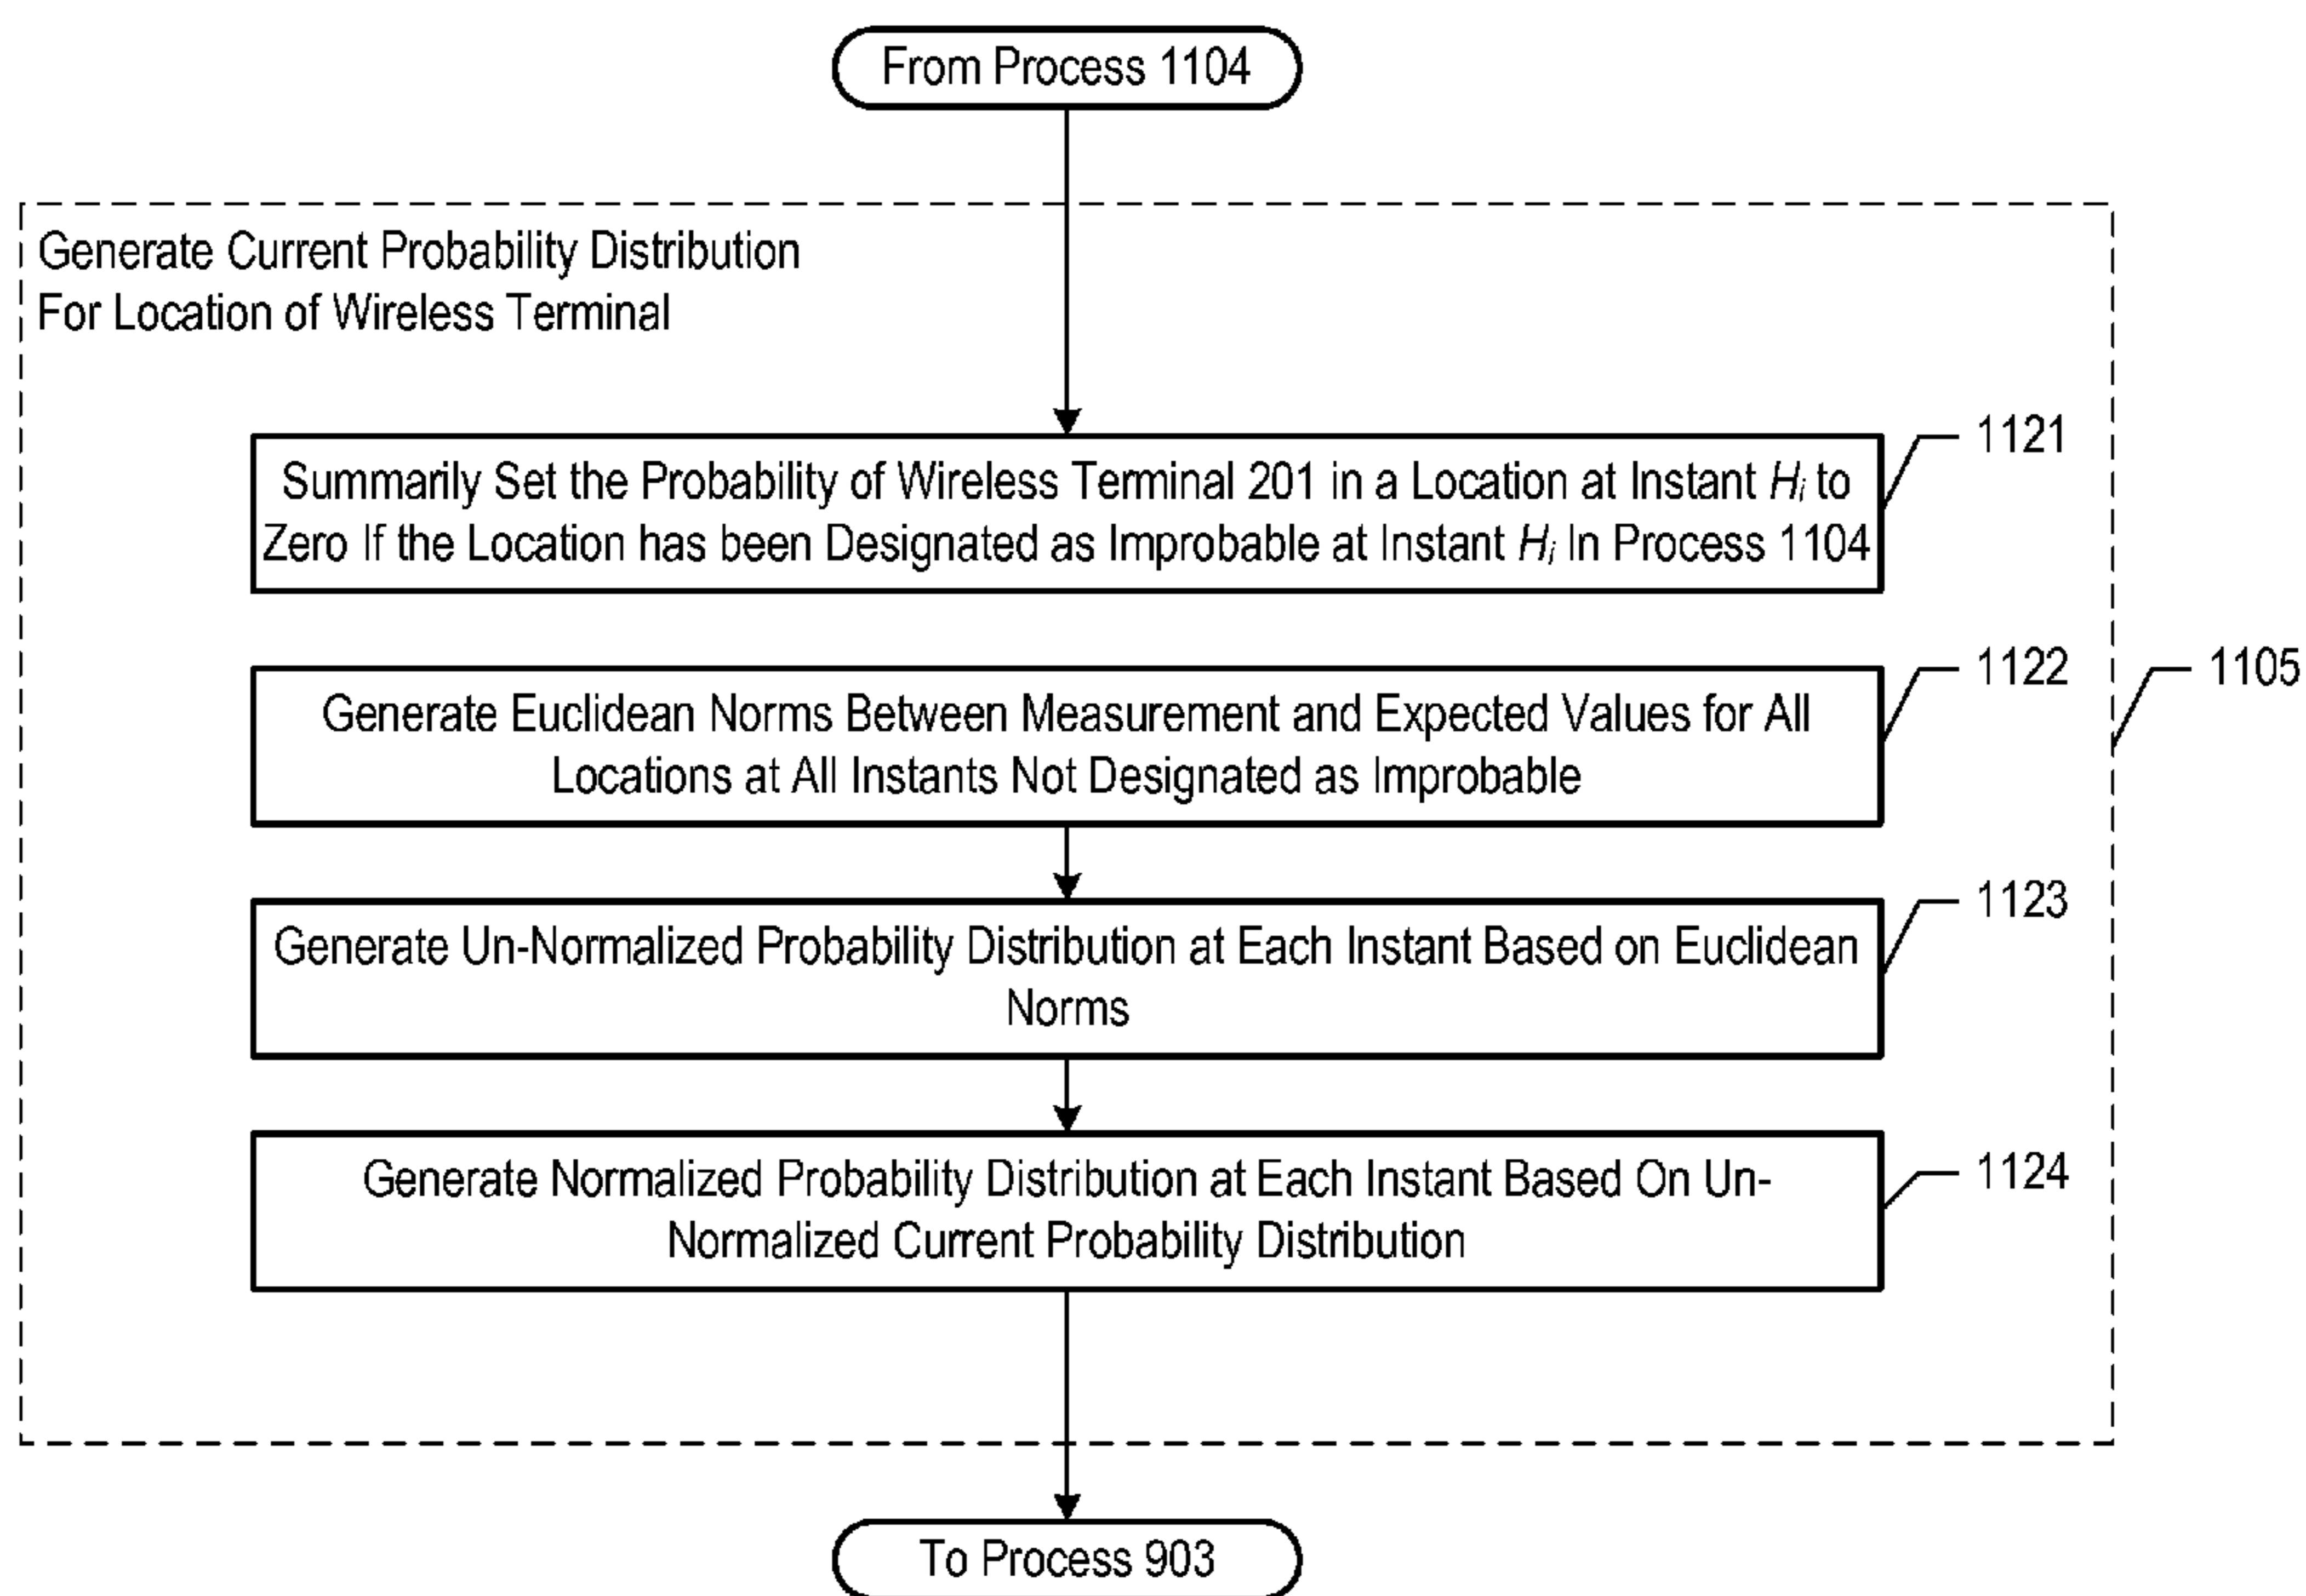 From Process 1104
Generate Current Probability Distribution
For Location of Wireless Terminal
1121
Summarily Set the Probability of Wireless Terminal 201 in a Location at Instant Hi to
Zero If the Location has been Designated as Improbable at Instant Hi In Process 1104
1122
1105
Generate Euclidean Norms Between Measurement and Expected Values for All
Locations at All Instants Not Designated as Improbable
1123
Generate Un-Normalized Probability Distribution at Each Instant Based on Euclidean
Norms
1124
Generate Normalized Probability Distribution at Each Instant Based On Un-
Normalized Current Probability Distribution
To Process 903